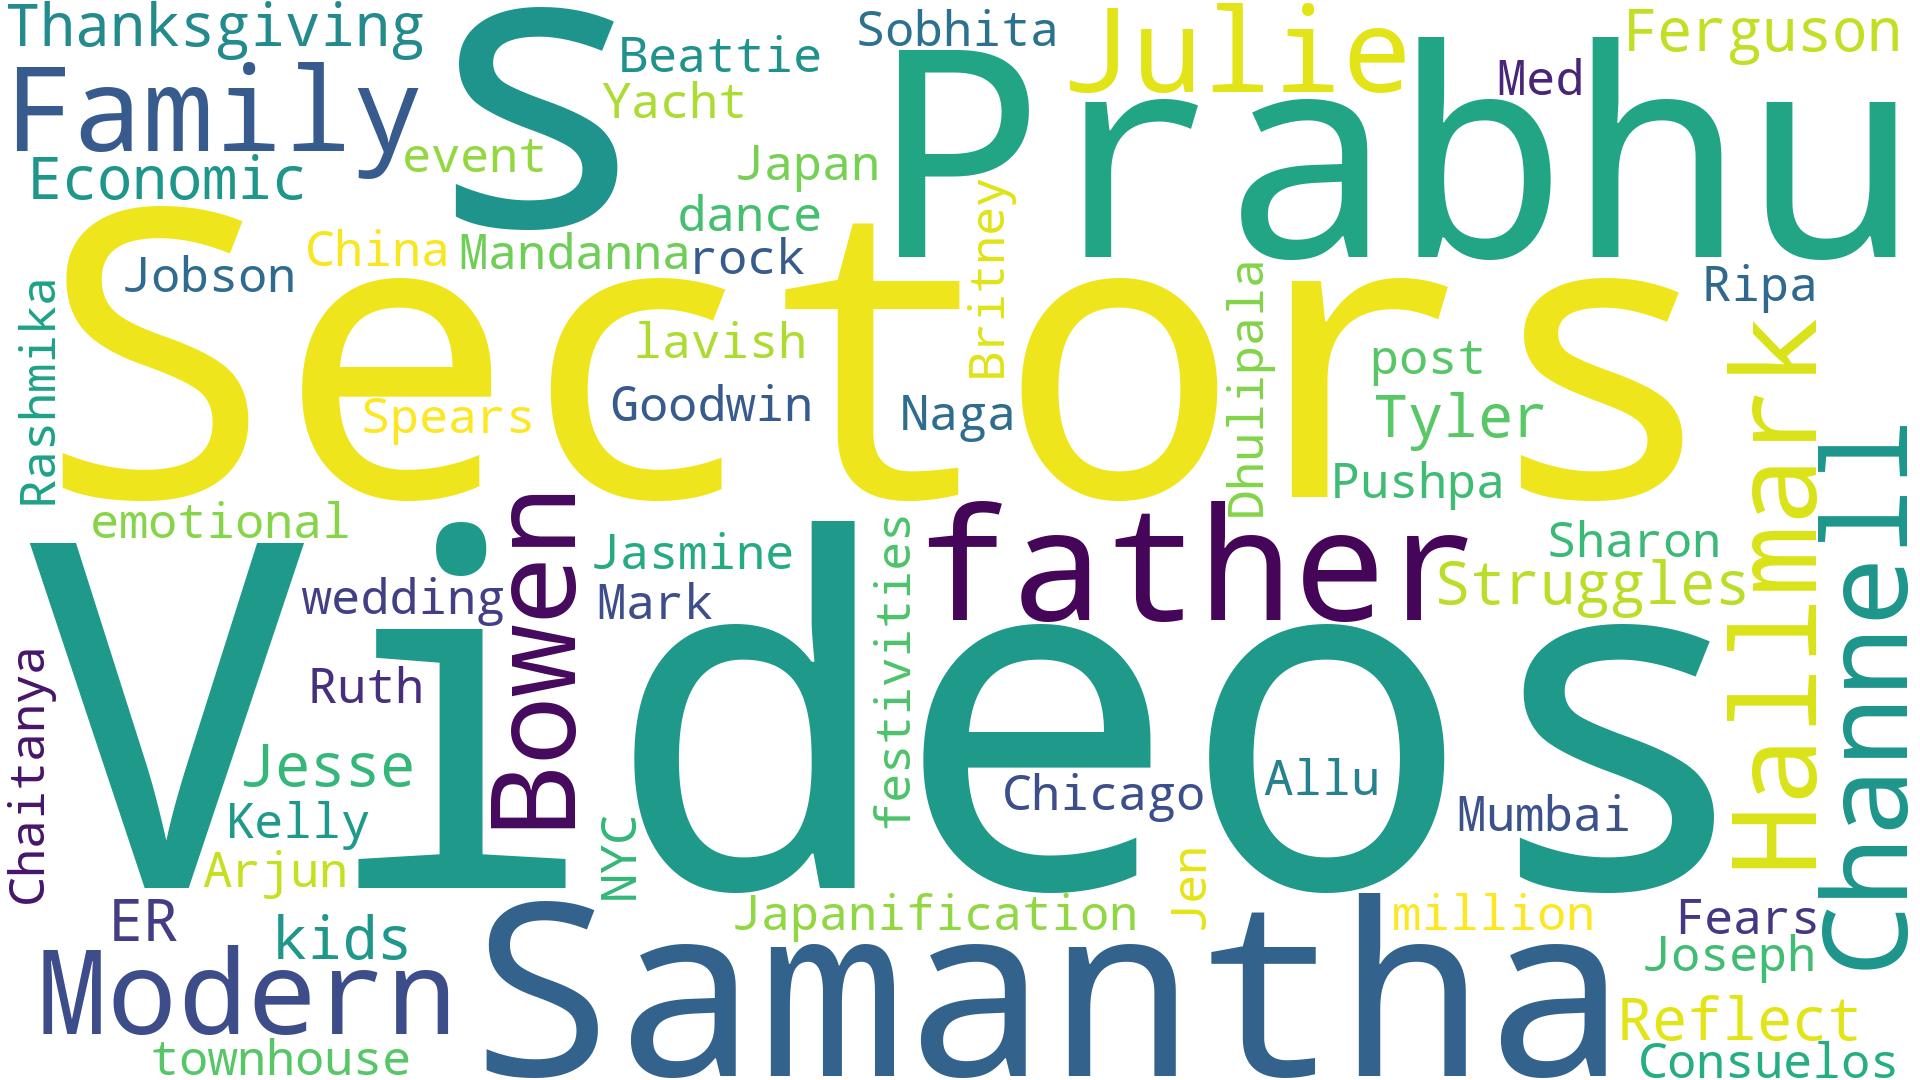 Thanksgiving
s
Beattie
Sobhita
Julie
Ferguson
Family
Yacht
Prabhu
Med
Economic
event
Japan
dance
Sectors
Jobson
China
Mandanna
rock
Britney
Ripa
Rashmika
lavish
Dhulipala
post
Hallmark
Spears
Goodwin
Naga
Tyler
Channell
Pushpa
emotional
Bowen
father
Videos
Jasmine
festivities
Sharon
wedding
Mark
Struggles
Chaitanya
Ruth
Jesse
Chicago
Allu
Mumbai
Kelly
NYC
Arjun
Jen
ER
kids
Japanification
million
Fears
Modern
Samantha
Joseph
Reflect
townhouse
Consuelos